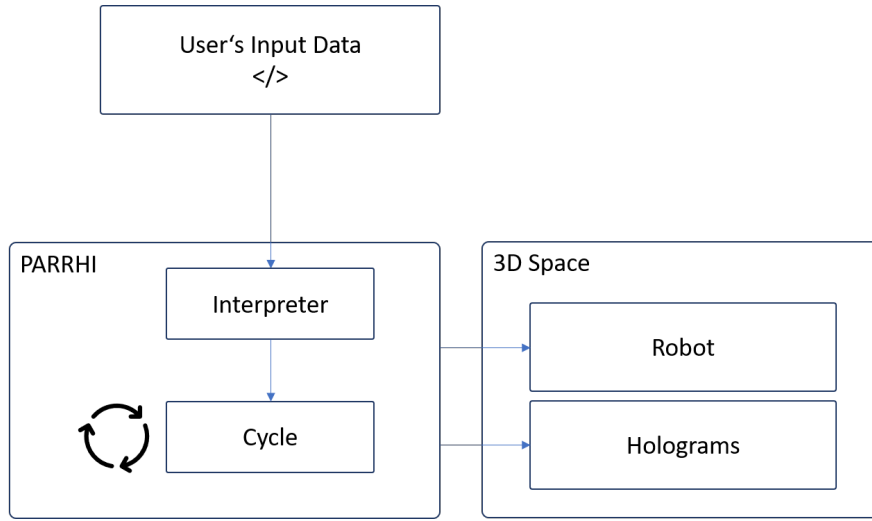 User‘s Input Data
</>
PARRHI
Interpreter
Cycle
3D Space
Robot
Holograms